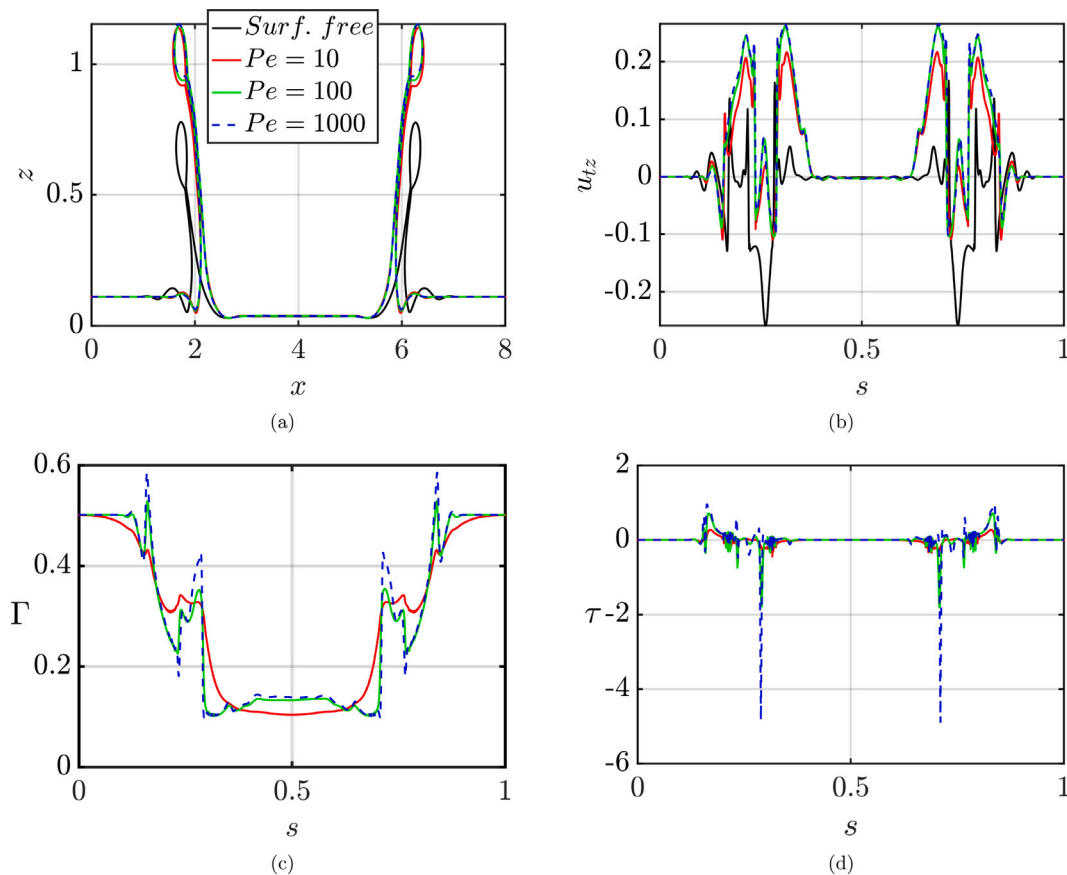 Surf. free
Pe = 10
Pe = 100
Pe = 1000
1
0.5
0
z
0 2 4 6 8
x
(a)
0.2
0.1
0
-0.1
-0.2
u_tz
0 0.5 1
s
(b)
0.6
0.4
0.2
0
Γ
0 0.5 1
s
(c)
2
0
-2
-4
-6
τ
0 0.5 1
s
(d)